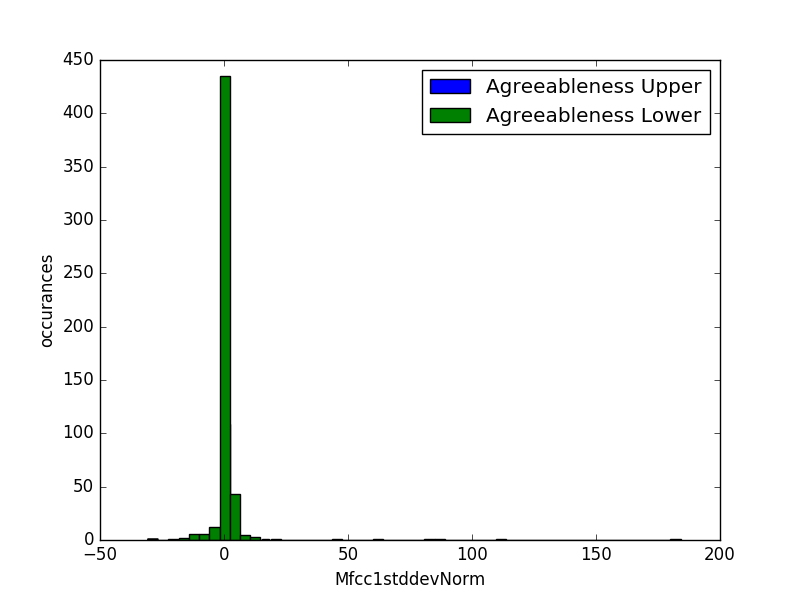 450
400
350
300
250
200
150
100
50
0
occurances
Agreeableness Upper
Agreeableness Lower
−50 0 50 100 150 200
Mfcc1stddevNorm